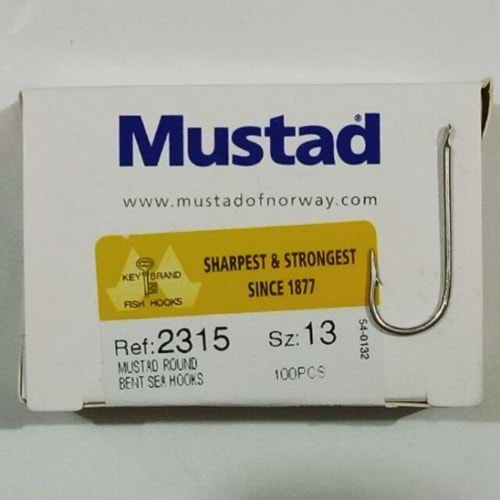 Mustad®
www.mustadofnorway.com
KEY BRAND
FISH HOOKS
SHARPEST & STRONGEST
SINCE 1877
Ref:2315 Sz:13
MUSTAD ROUND
BENT SEA HOOKS
100PCS
54-0132